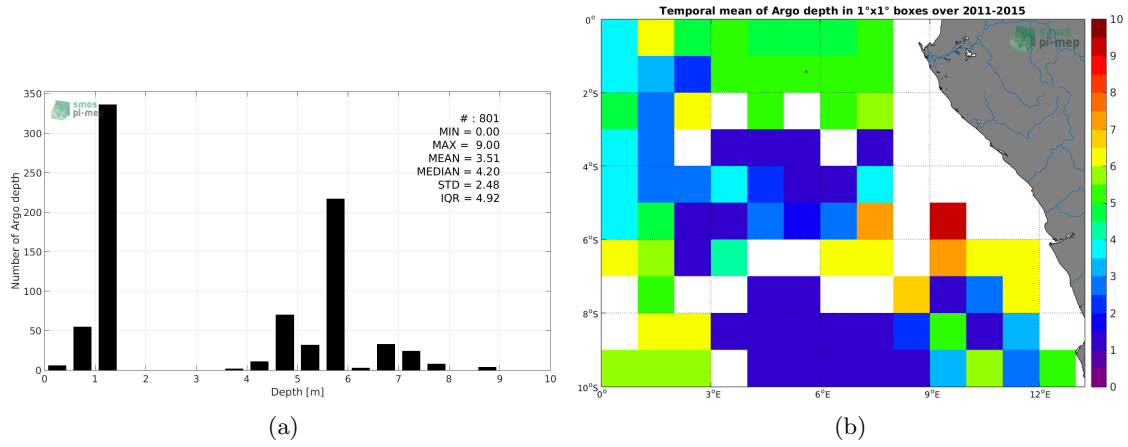 smos
pi-mep
# : 801
MIN = 0.00
MAX = 9.00
MEAN = 3.51
MEDIAN = 4.20
STD = 2.48
IQR = 4.92
Number of Argo depth
350
300
250
200
150
100
50
0
0 1 2 3 4 5 6 7 8 9 10
Depth [m]
(a)
Temporal mean of Argo depth in 1°x1° boxes over 2011-2015
smos
pi-mep
0°
2°S
4°S
6°S
8°S
10°S
0° 3°E 6°E 9°E 12°E
10
9
8
7
6
5
4
3
2
1
0
(b)